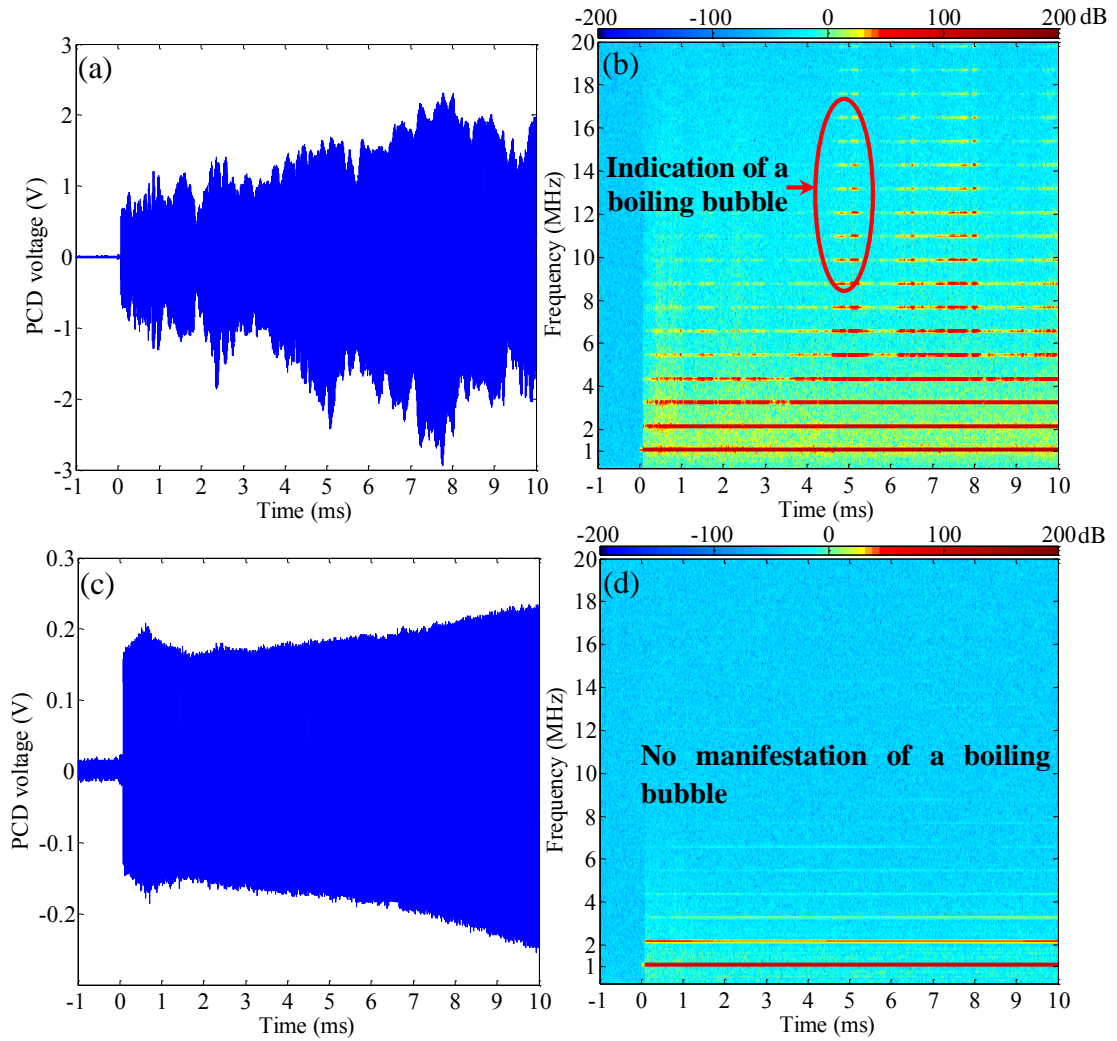 -200 -100 0 100 200 dB
(a)
3
2
1
0
-1
-2
-3
PCD voltage (V)
-1 0 1 2 3 4 5 6 7 8 9 10
Time (ms)
(b)
20
18
16
14
12
10
8
6
4
2
1
Frequency (MHz)
Indication of a
boiling bubble
-1 0 1 2 3 4 5 6 7 8 9 10
Time (ms)
-200 -100 0 100 200 dB
(c)
0.3
0.2
0.1
0
-0.1
-0.2
PCD voltage (V)
-1 0 1 2 3 4 5 6 7 8 9 10
Time (ms)
(d)
20
18
16
14
12
10
8
6
4
2
1
Frequency (MHz)
No manifestation of a boiling
bubble
-1 0 1 2 3 4 5 6 7 8 9 10
Time (ms)